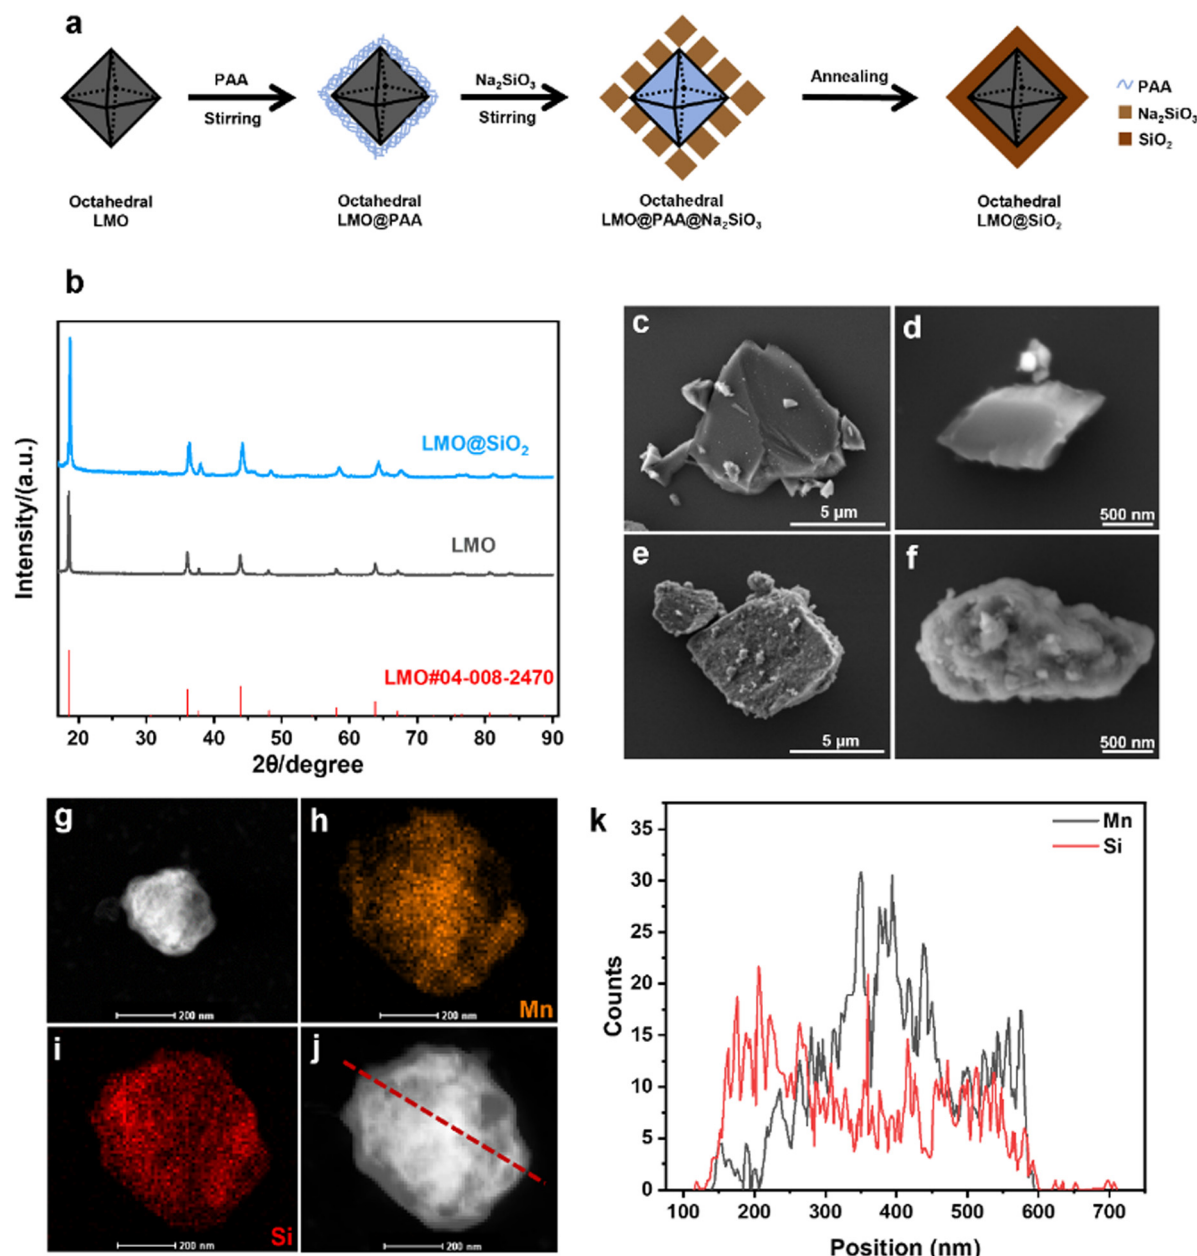 a
PAA
Stirring
Na₂SiO₃
Stirring
Annealing
PAA
Na₂SiO₃
SiO₂
Octahedral
LMO
Octahedral
LMO@PAA
Octahedral
LMO@PAA@Na₂SiO₃
Octahedral
LMO@SiO₂
b
Intensity/(a.u.)
LMO@SiO₂
LMO
LMO#04-008-2470
20 30 40 50 60 70 80 90
2θ/degree
c
5 µm
d
500 nm
e
5 µm
f
500 nm
g
200 nm
h
200 nm
Mn
i
200 nm
Si
j
200 nm
k
Mn
Si
Counts
35
30
25
20
15
10
5
0
100 200 300 400 500 600 700
Position (nm)